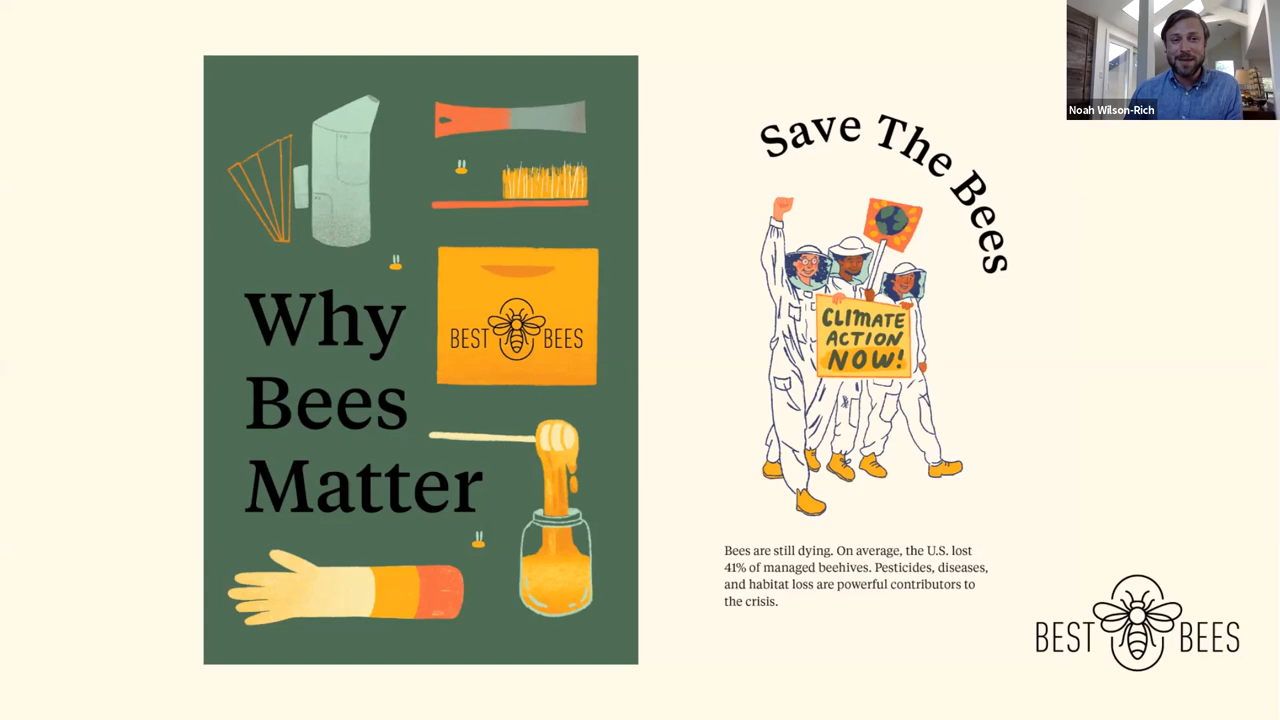 Noah Wilson-Rich
Why
Bees
Matter
BEST BEES
Save The Bees
CLIMATE
ACTION
NOW!
Bees are still dying. On average, the U.S. lost
41% of managed beehives. Pesticides, diseases,
and habitat loss are powerful contributors to
the crisis.
BEST BEES